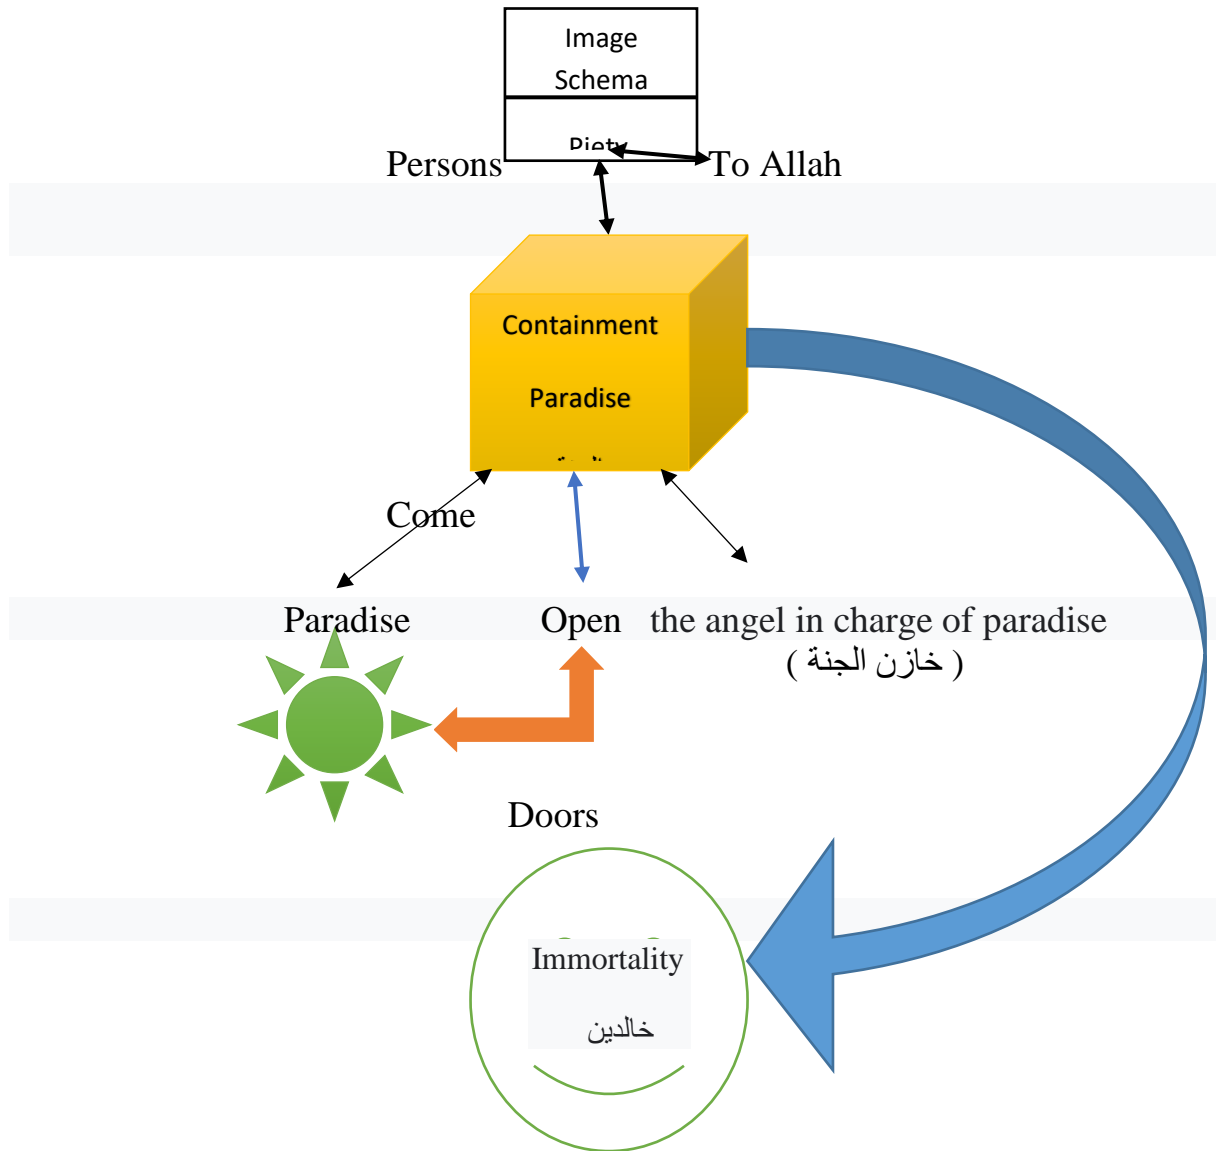 Image
Schema
Piety
Persons
To Allah
Containment
Paradise
Come
Paradise
Open
the angel in charge of paradise
( خازن الجنة )
Doors
Immortality
خالدين